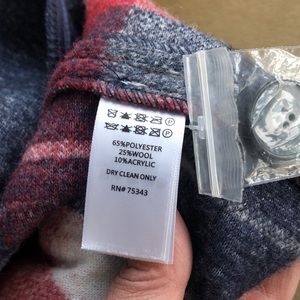 65%POLYESTER
25%WOOL
10%ACRYLIC
DRY CLEAN ONLY
RN# 75343